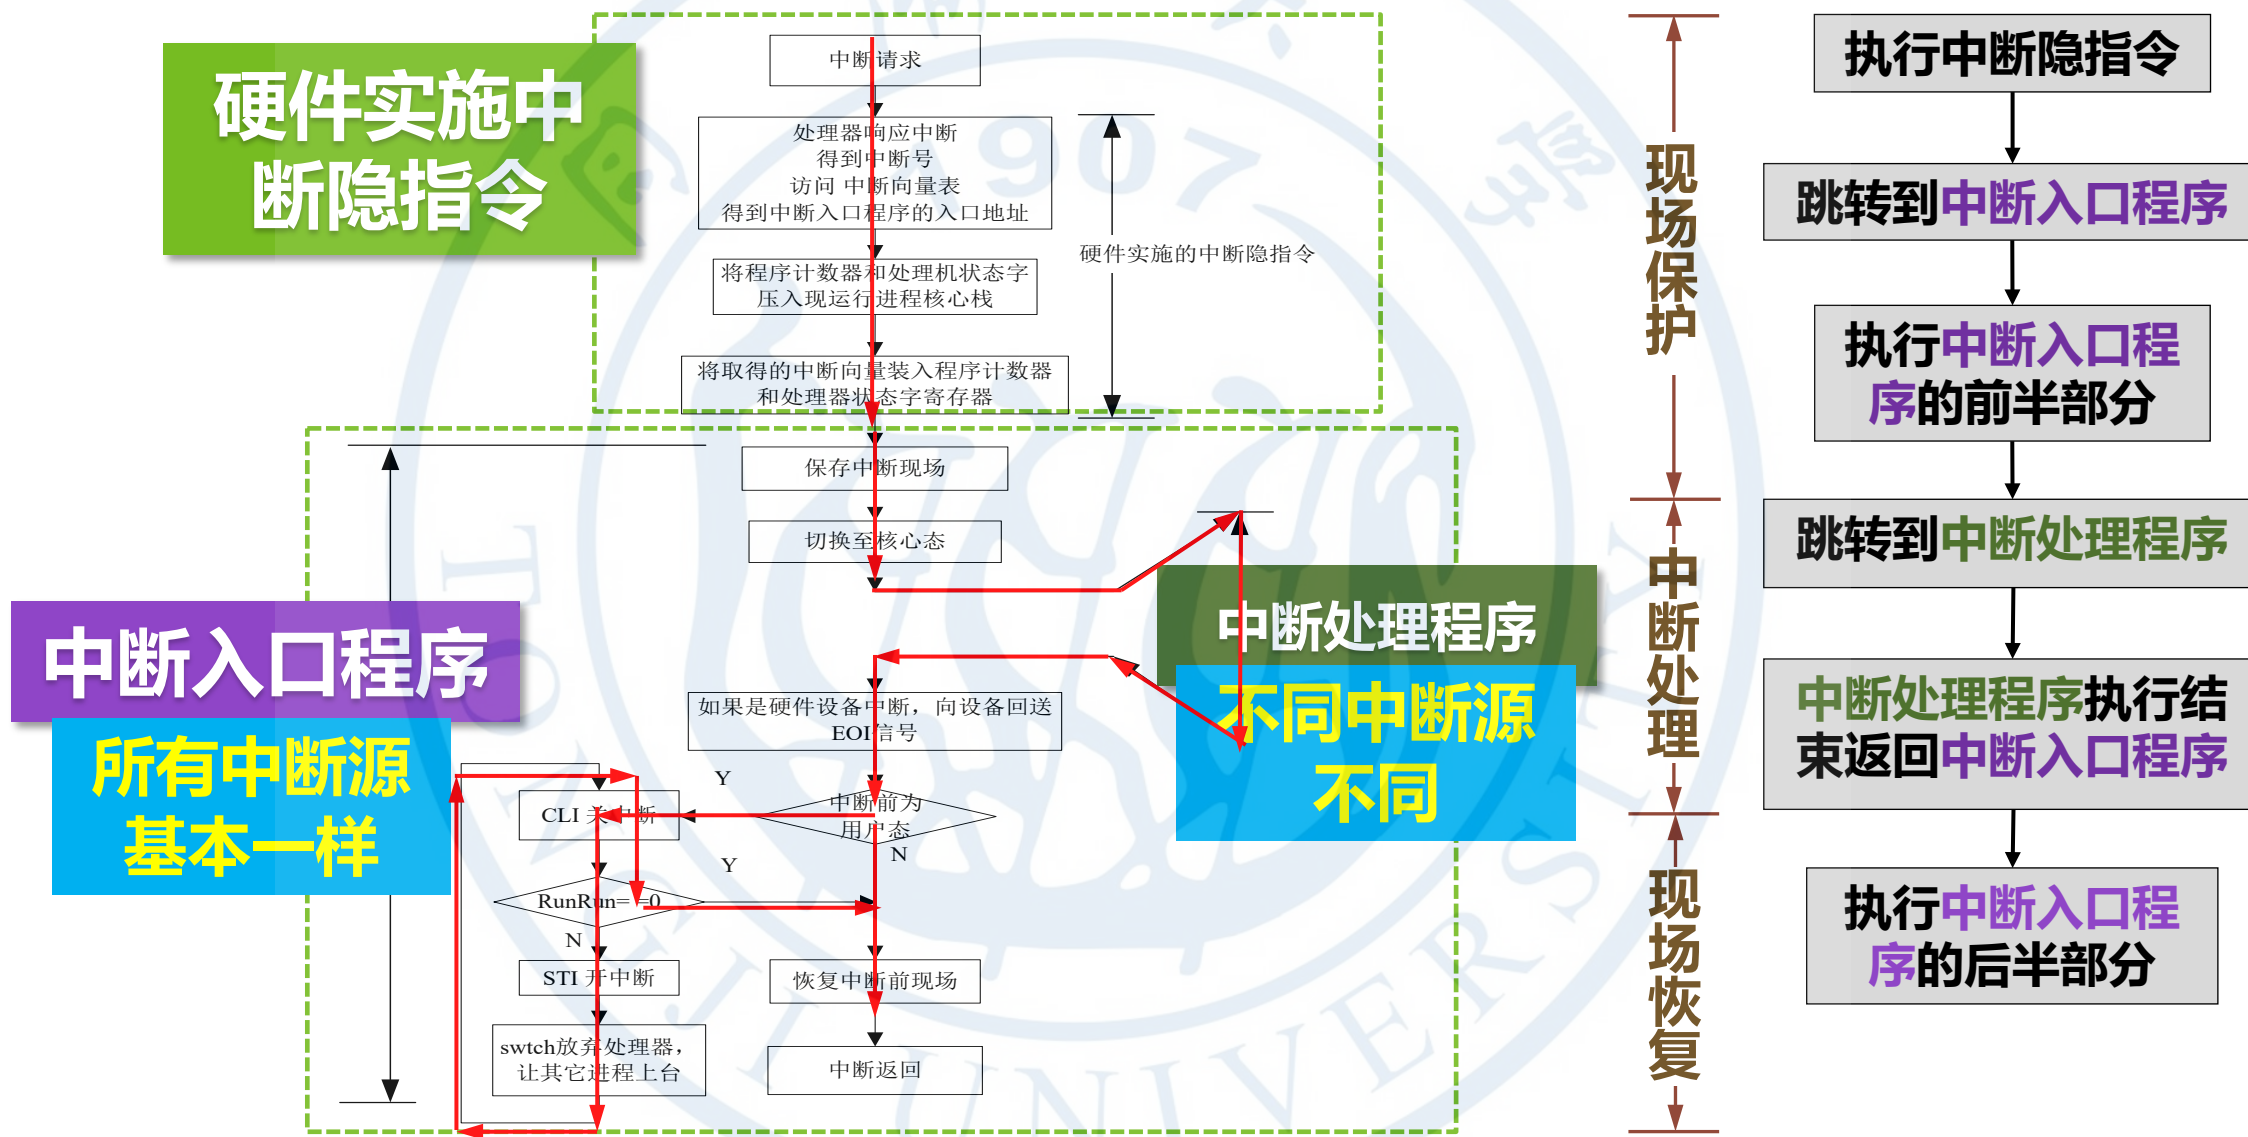 硬件实施中
断隐指令
中断请求
处理器响应中断
得到中断号
访问 中断向量表
得到中断入口程序的入口地址
将程序计数器和处理机状态字
压入现运行进程核心栈
将取得的中断向量装入程序计数器
和处理器状态字寄存器
硬件实施的中断隐指令
中断入口程序
所有中断源
基本一样
保存中断现场
切换至核心态
中断处理程序
不同中断源
不同
如果是硬件设备中断，向设备回送
EOI信号
中断前为
用户态
Y
N
CLI 关中断
Y
RunRun= =0
N
STI 开中断
swtch放弃处理器，
让其它进程上台
恢复中断前现场
中断返回
现场保护
中断处理
现场恢复
执行中断隐指令
跳转到中断入口程序
执行中断入口程
序的前半部分
跳转到中断处理程序
中断处理程序执行结
束返回中断入口程序
执行中断入口程
序的后半部分
1907
TONGJI UNIVERSITY